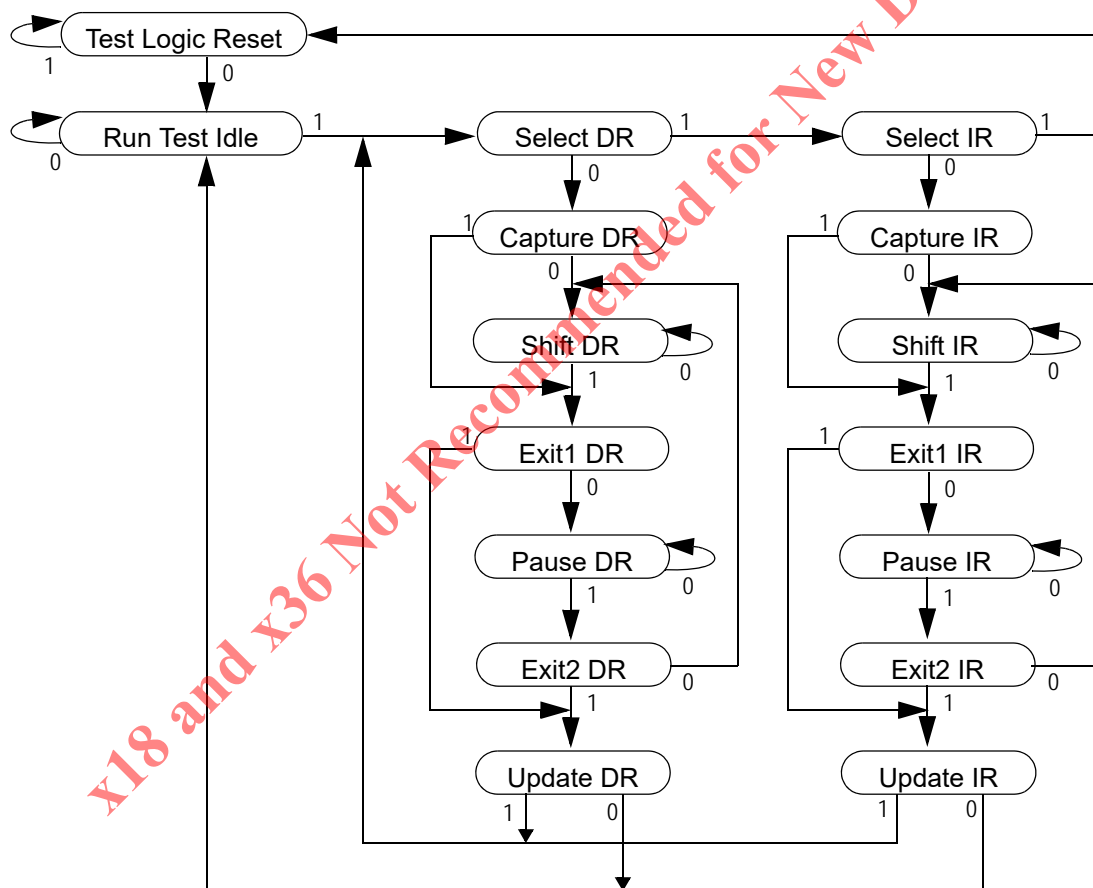 Test Logic Reset
1
0
Run Test Idle
1
0
Select DR
1
0
Select IR
1
0
1
Capture DR
0
1
Capture IR
0
Shift DR
0
1
Shift IR
0
1
1
Exit1 DR
0
1
Exit1 IR
0
Pause DR
0
1
Pause IR
0
1
Exit2 DR
0
1
Exit2 IR
0
1
Update DR
1
0
Update IR
1
0
x18 and x36 Not Recommended for New D